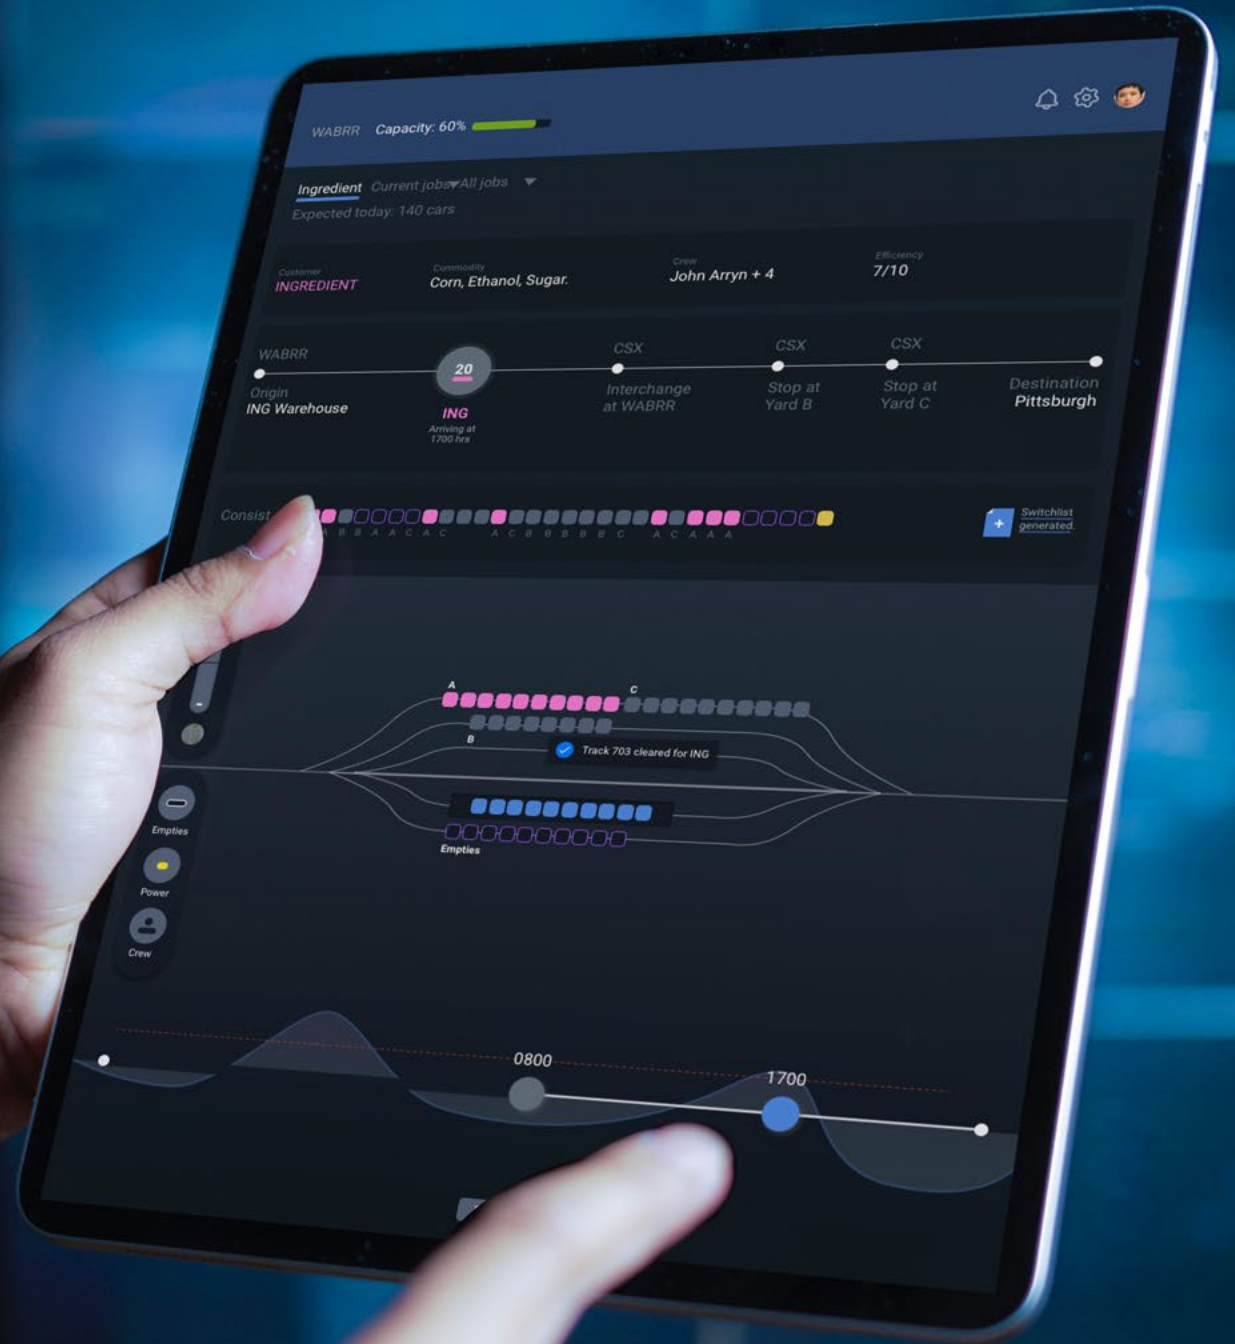 WABRR Capacity: 60%
Ingredient Current jobs All jobs
Expected today: 140 cars
Customer
INGREDIENT
Commodity
Corn, Ethanol, Sugar.
Crew
John Arryn + 4
Efficiency
7/10
WABRR
Origin
ING Warehouse
20
ING
Arriving at
1700 hrs
CSX
Interchange
at WABRR
CSX
Stop at
Yard B
CSX
Stop at
Yard C
Destination
Pittsburgh
Consist
A B B A A C A C A C B B B B B C A C A A A
+
Switchlist
generated.
A C
B
Track 703 cleared for ING
Empties
-
Empties
Power
Crew
0800
1700